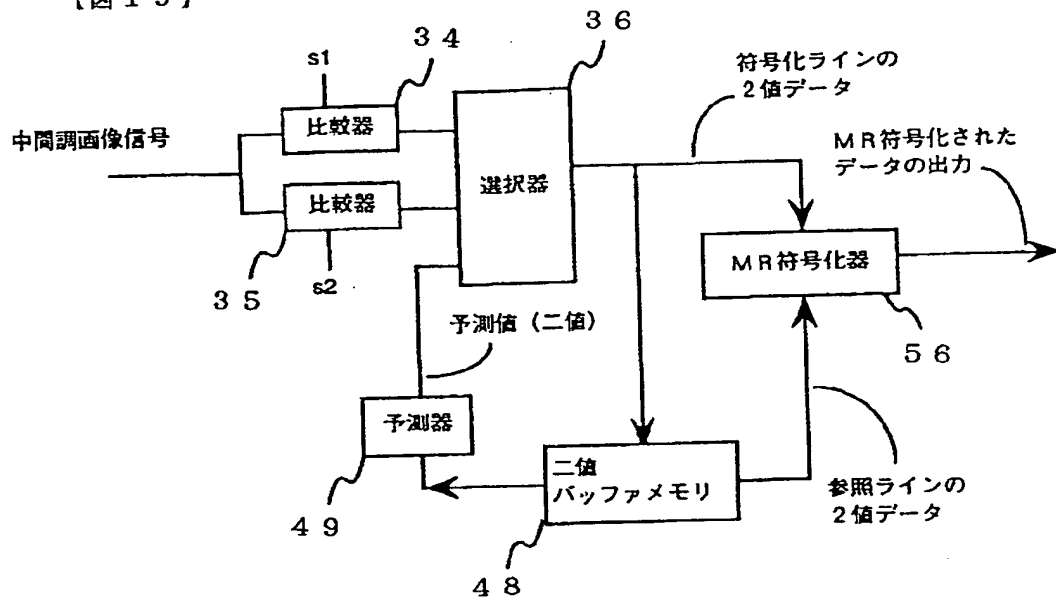 s1
３４
３６
符号化ラインの
２値データ
中間調画像信号
比較器
ＭＲ符号化された
データの出力
選択器
比較器
ＭＲ符号化器
３５
s2
予測値（二値）
５６
予測器
二値
バッファメモリ
参照ラインの
２値データ
４９
４８